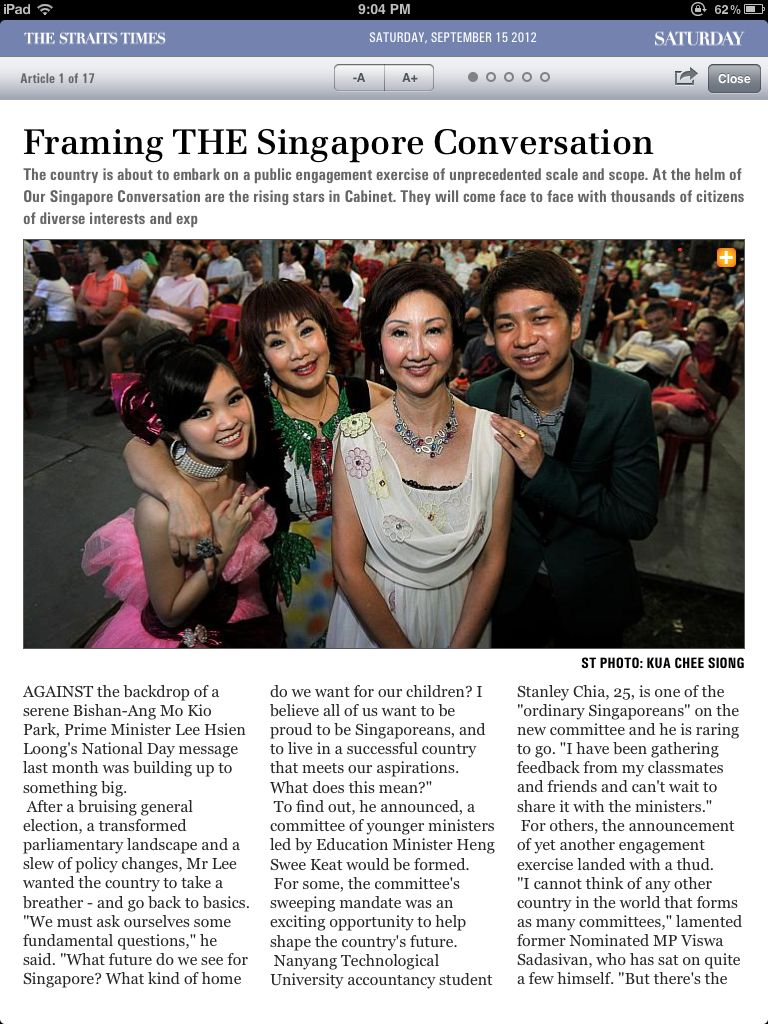 iPad 9:04 PM 62%
THE STRAITS TIMES SATURDAY, SEPTEMBER 15 2012 SATURDAY
Article 1 of 17 -A A+ Close
Framing THE Singapore Conversation
The country is about to embark on a public engagement exercise of unprecedented scale and scope. At the helm of
Our Singapore Conversation are the rising stars in Cabinet. They will come face to face with thousands of citizens
of diverse interests and exp
ST PHOTO: KUA CHEE SIONG
AGAINST the backdrop of a
serene Bishan-Ang Mo Kio
Park, Prime Minister Lee Hsien
Loong's National Day message
last month was building up to
something big.
After a bruising general
election, a transformed
parliamentary landscape and a
slew of policy changes, Mr Lee
wanted the country to take a
breather - and go back to basics.
"We must ask ourselves some
fundamental questions," he
said. "What future do we see for
Singapore? What kind of home
do we want for our children? I
believe all of us want to be
proud to be Singaporeans, and
to live in a successful country
that meets our aspirations.
What does this mean?"
To find out, he announced, a
committee of younger ministers
led by Education Minister Heng
Swee Keat would be formed.
For some, the committee's
sweeping mandate was an
exciting opportunity to help
shape the country's future.
Nanyang Technological
University accountancy student
Stanley Chia, 25, is one of the
"ordinary Singaporeans" on the
new committee and he is raring
to go. "I have been gathering
feedback from my classmates
and friends and can't wait to
share it with the ministers."
For others, the announcement
of yet another engagement
exercise landed with a thud.
"I cannot think of any other
country in the world that forms
as many committees," lamented
former Nominated MP Viswa
Sadasivan, who has sat on quite
a few himself. "But there's the